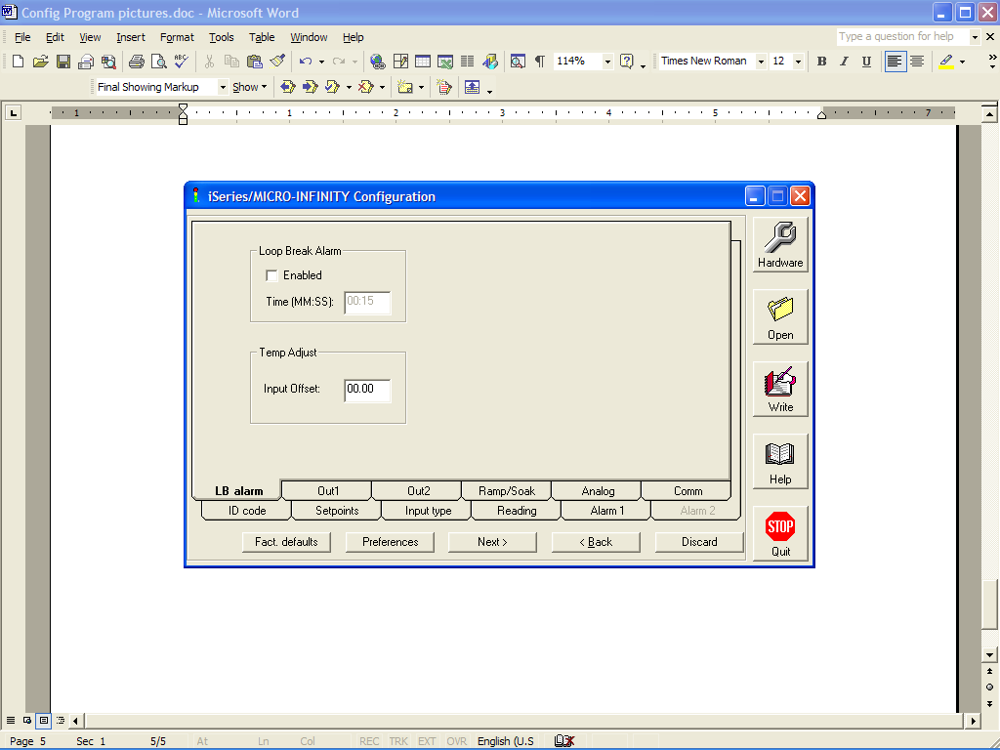 Config Program pictures.doc - Microsoft Word
File Edit View Insert Format Tools Table Window Help Type a question for help
114% Times New Roman 12 B I U
Final Showing Markup Show
1 1 2 3 4 5 7
iSeries/MICRO-INFINITY Configuration
Loop Break Alarm
Enabled
Time (MM:SS): 00:15
Temp Adjust
Input Offset: 00.00
Hardware
Open
Write
Help
STOP
Quit
LB alarm Out1 Out2 Ramp/Soak Analog Comm
ID code Setpoints Input type Reading Alarm 1 Alarm 2
Fact. defaults Preferences Next > < Back Discard
Page 5 Sec 1 5/5 At Ln Col REC TRK EXT OVR English (U.S